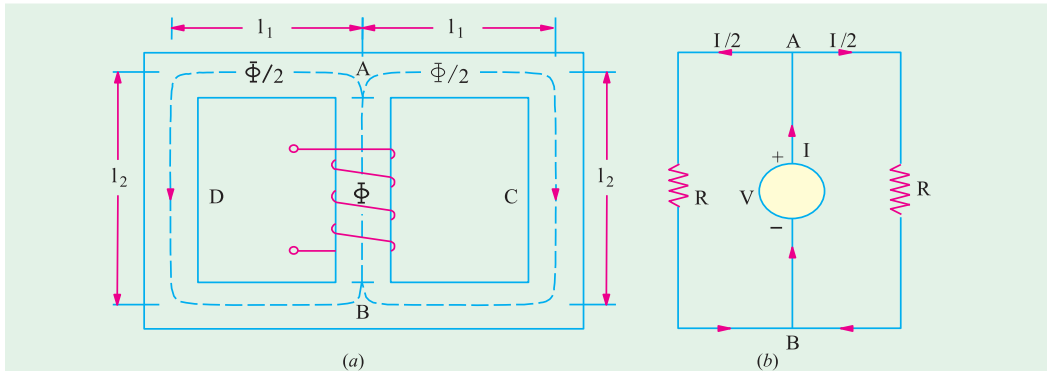 l₁ l₁
A
Φ/2 Φ/2
l₂ l₂
D Φ C
B
(a)
I/2 A I/2
+ I
R V R
−
B
(b)